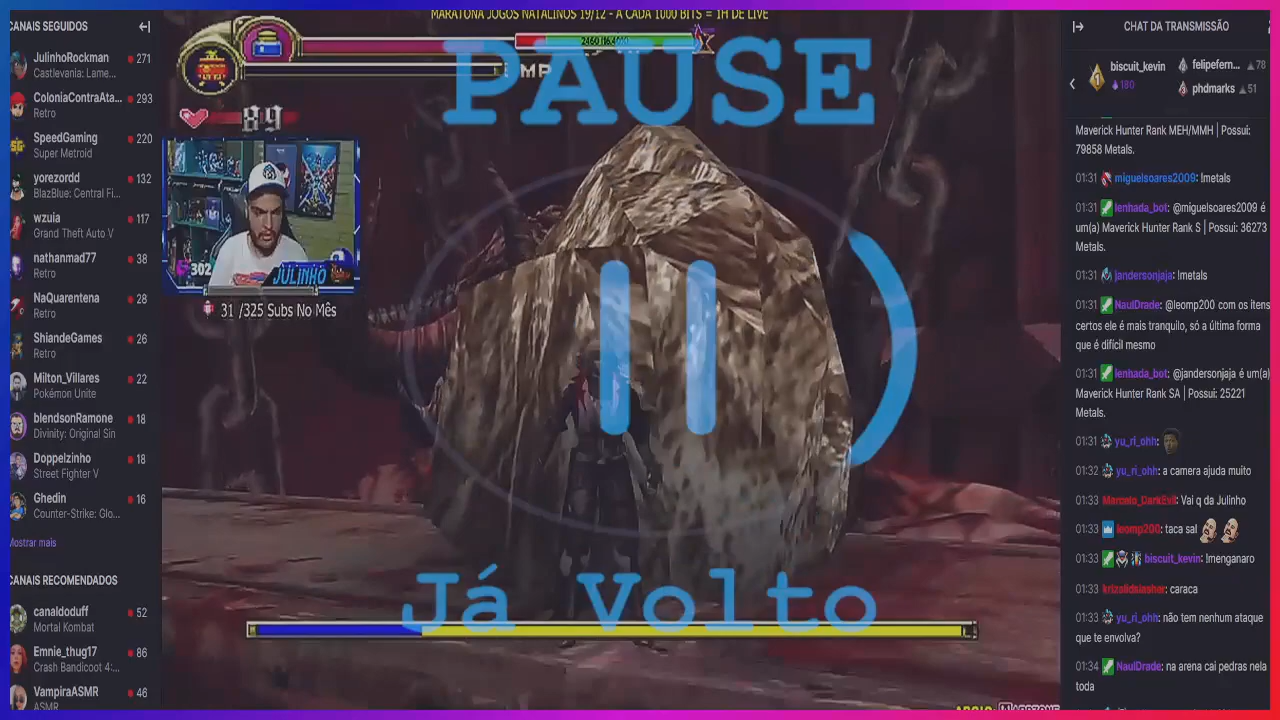 CANAIS SEGUIDOS
JulinhoRockman 271
Castlevania: Lame...
ColoniaContraAta... 293
Retro
SpeedGaming 220
Super Metroid
yorezordd 132
BlazBlue: Central Fi...
wzuia 117
Grand Theft Auto V
nathanmad77 38
Retro
NaQuarentena 28
Retro
ShiandeGames 26
Retro
Milton_Villares 22
Pokémon Unite
blendsonRamone 18
Divinity: Original Sin
Doppelzinho 18
Street Fighter V
Ghedin 16
Counter-Strike: Glo...
Mostrar mais
CANAIS RECOMENDADOS
canaldoduff 52
Mortal Kombat
Emnie_thug17 86
Crash Bandicoot 4:...
VampiraASMR 46
ASMR
MARATONA JOGOS NATALINOS 19/12 - A CADA 1000 BITS = 1H DE LIVE
PAUSE
MP
89
302
JULINHO
31 /325 Subs No Mês
Já Volto
CHAT DA TRANSMISSÃO
1 biscuit_kevin 180
felipefern... 78
phdmarks 51
Maverick Hunter Rank MEH/MMH | Possui:
79858 Metals.
01:31 miguelsoares2009: !metals
01:31 lenhada_bot: @miguelsoares2009 é
um(a) Maverick Hunter Rank S | Possui: 36273
Metals.
01:31 jandersonjaja: !metals
01:31 NaulDrade: @leomp200 com os itens
certos ele é mais tranquilo, só a última forma
que é difícil mesmo
01:31 lenhada_bot: @jandersonjaja é um(a)
Maverick Hunter Rank SA | Possui: 25221
Metals.
01:31 yu_ri_ohh:
01:32 yu_ri_ohh: a camera ajuda muito
01:33 Marcelo_DarkEvil: Vai q da Julinho
01:33 leomp200: taca sal
01:33 biscuit_kevin: !menganaro
01:33 krizalidslashar: caraca
01:33 yu_ri_ohh: não tem nenhum ataque
que te envolva?
01:34 NaulDrade: na arena cai pedras nela
toda